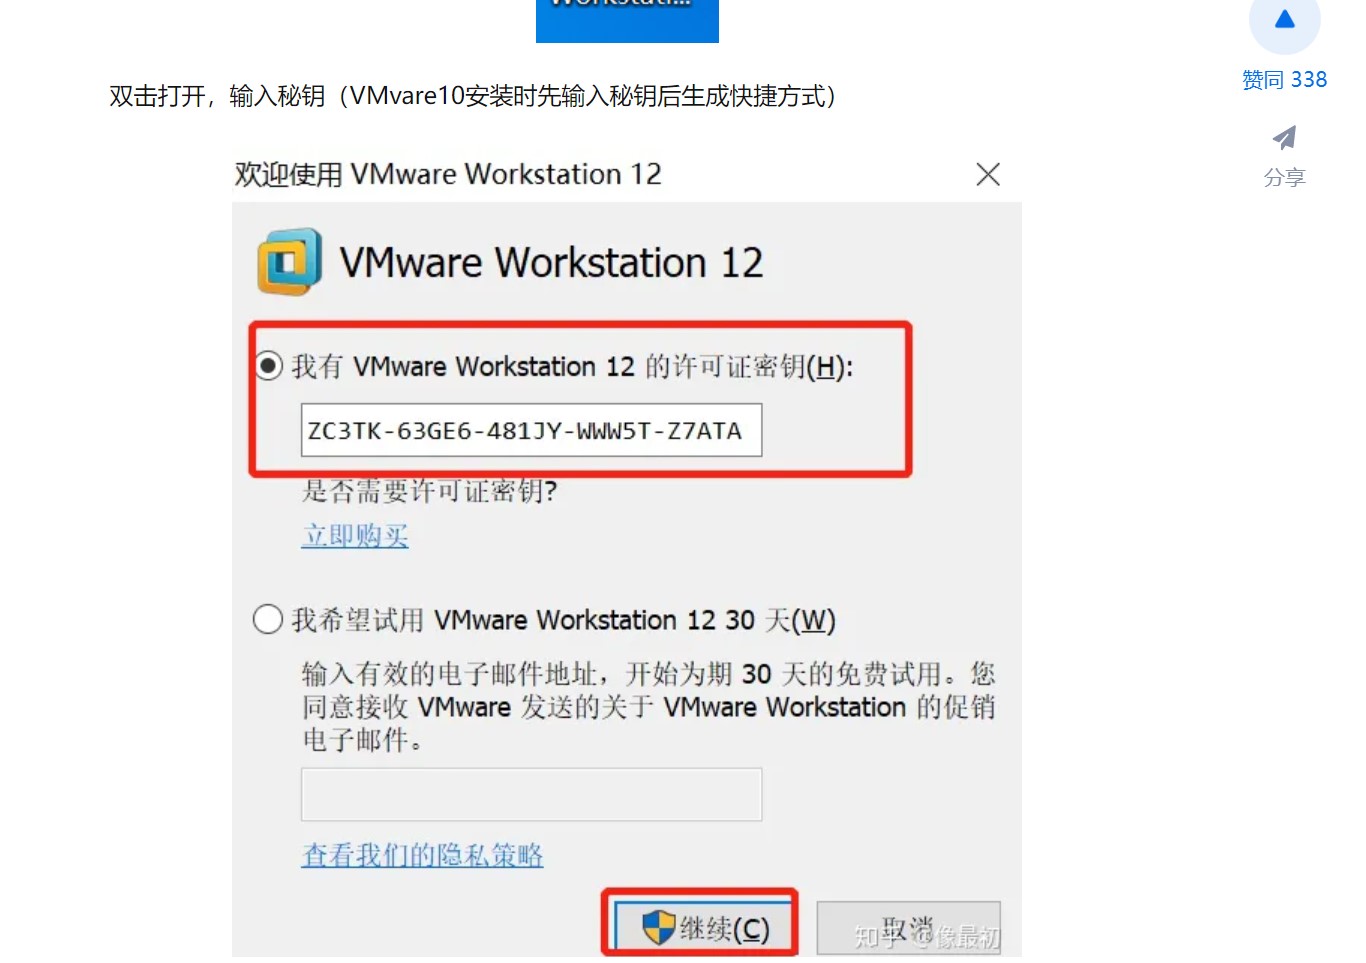 双击打开，输入秘钥（VMvare10安装时先输入秘钥后生成快捷方式）
赞同 338
分享
欢迎使用 VMware Workstation 12
VMware Workstation 12
我有 VMware Workstation 12 的许可证密钥(H):
ZC3TK-63GE6-481JY-WWW5T-Z7ATA
是否需要许可证密钥?
立即购买
我希望试用 VMware Workstation 12 30 天(W)
输入有效的电子邮件地址，开始为期 30 天的免费试用。您
同意接收 VMware 发送的关于 VMware Workstation 的促销
电子邮件。
查看我们的隐私策略
继续(C)
取消
知乎 @像最初